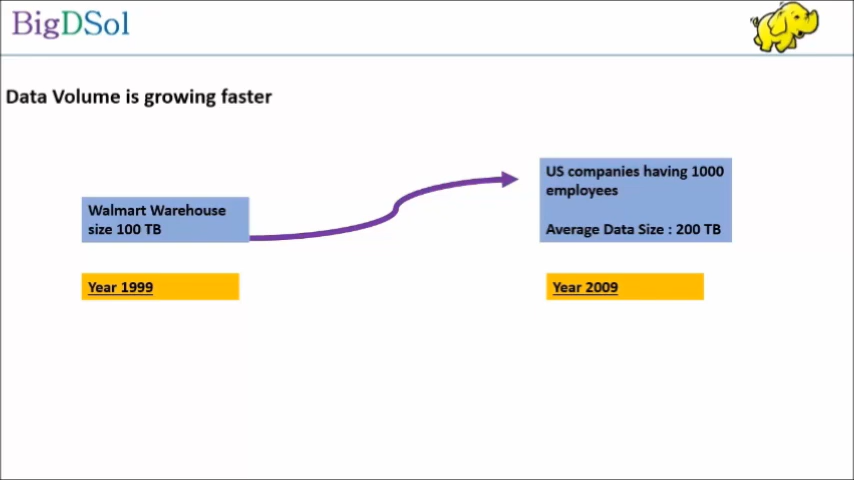 BigDSol
Data Volume is growing faster
Walmart Warehouse
size 100 TB
US companies having 1000
employees
Average Data Size : 200 TB
Year 1999
Year 2009